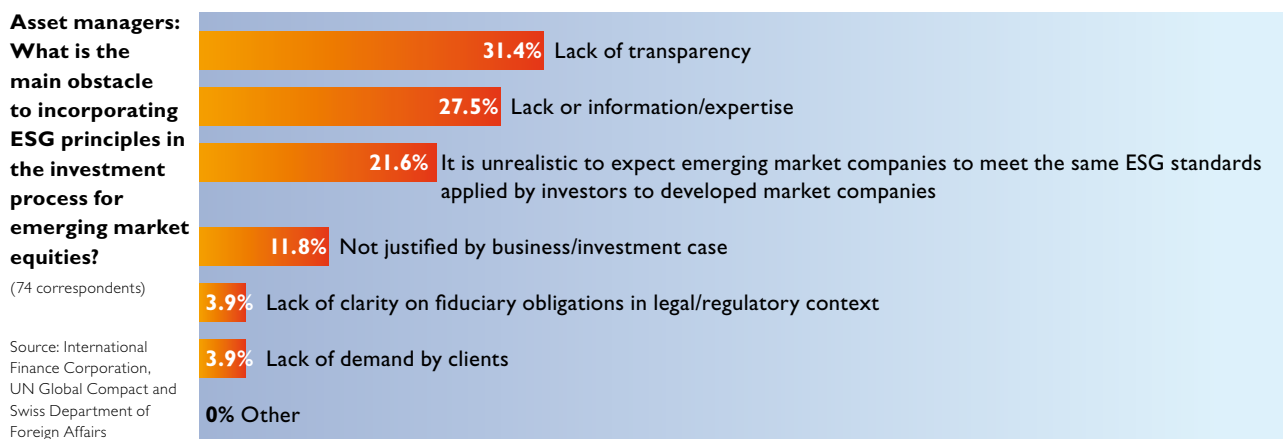 Asset managers:
What is the
main obstacle
to incorporating
ESG principles in
the investment
process for
emerging market
equities?
(74 correspondents)
Source: International
Finance Corporation,
UN Global Compact and
Swiss Department of
Foreign Affairs
31.4% Lack of transparency
27.5% Lack or information/expertise
21.6% It is unrealistic to expect emerging market companies to meet the same ESG standards
applied by investors to developed market companies
11.8% Not justified by business/investment case
3.9% Lack of clarity on fiduciary obligations in legal/regulatory context
3.9% Lack of demand by clients
0% Other